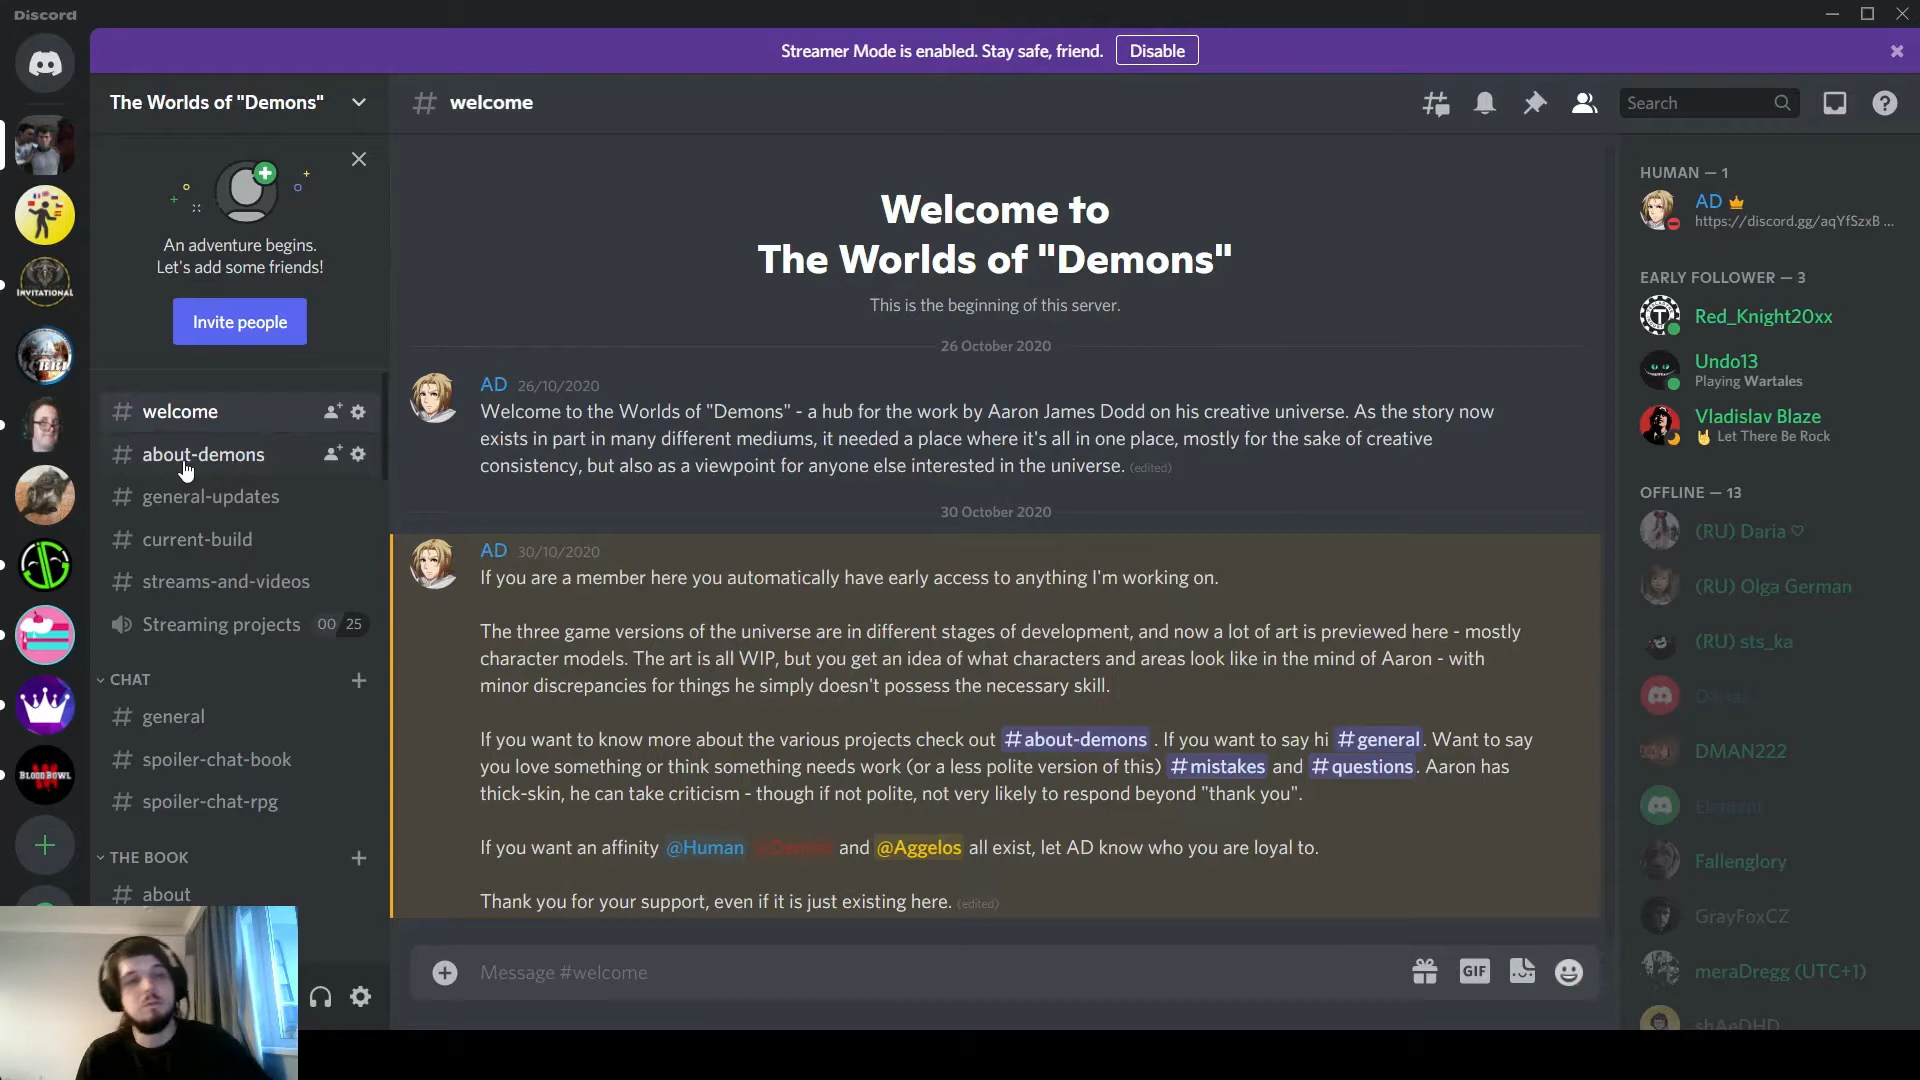 Discord
Streamer Mode is enabled. Stay safe, friend. Disable
The Worlds of "Demons"
An adventure begins.
Let's add some friends!
Invite people
INVITATIONAL
BLOOD BOWL
welcome
about-demons
general-updates
current-build
streams-and-videos
Streaming projects 00 25
CHAT
general
spoiler-chat-book
spoiler-chat-rpg
THE BOOK
about
# welcome
Search
Welcome to
The Worlds of "Demons"
This is the beginning of this server.
26 October 2020
AD 26/10/2020
Welcome to the Worlds of "Demons" - a hub for the work by Aaron James Dodd on his creative universe. As the story now
exists in part in many different mediums, it needed a place where it's all in one place, mostly for the sake of creative
consistency, but also as a viewpoint for anyone else interested in the universe. (edited)
30 October 2020
AD 30/10/2020
If you are a member here you automatically have early access to anything I'm working on.
The three game versions of the universe are in different stages of development, and now a lot of art is previewed here - mostly
character models. The art is all WIP, but you get an idea of what characters and areas look like in the mind of Aaron - with
minor discrepancies for things he simply doesn't possess the necessary skill.
If you want to know more about the various projects check out #about-demons . If you want to say hi #general. Want to say
you love something or think something needs work (or a less polite version of this) #mistakes and #questions. Aaron has
thick-skin, he can take criticism - though if not polite, not very likely to respond beyond "thank you".
If you want an affinity @Human @Demon and @Aggelos all exist, let AD know who you are loyal to.
Thank you for your support, even if it is just existing here. (edited)
Message #welcome
GIF
HUMAN — 1
AD
https://discord.gg/aqYfSzxB ...
EARLY FOLLOWER — 3
Red_Knight20xx
Undo13
Playing Wartales
Vladislav Blaze
Let There Be Rock
OFFLINE — 13
(RU) Daria ♡
(RU) Olga German
(RU) sts_ka
DMAN222
Fallenglory
GrayFoxCZ
meraDregg (UTC+1)
shAeDHD